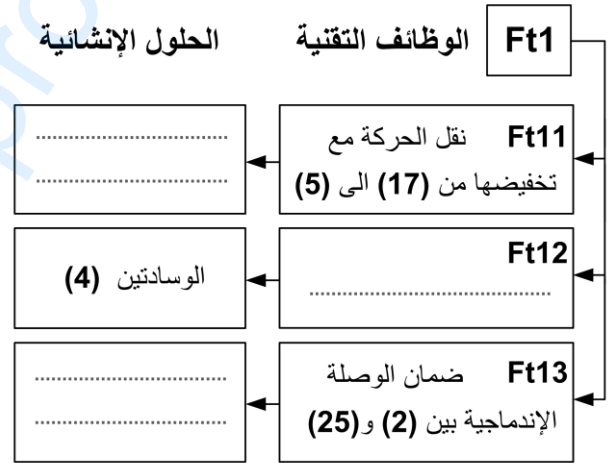 Ft1 الوظائف التقنية الحلول الإنشائية
Ft11 نقل الحركة مع
تخفيضها من (17) الى (5)
..............................
..............................
Ft12
..............................
الوسادتين (4)
Ft13 ضمان الوصلة
الإندماجية بين (2) و(25)
..............................
..............................